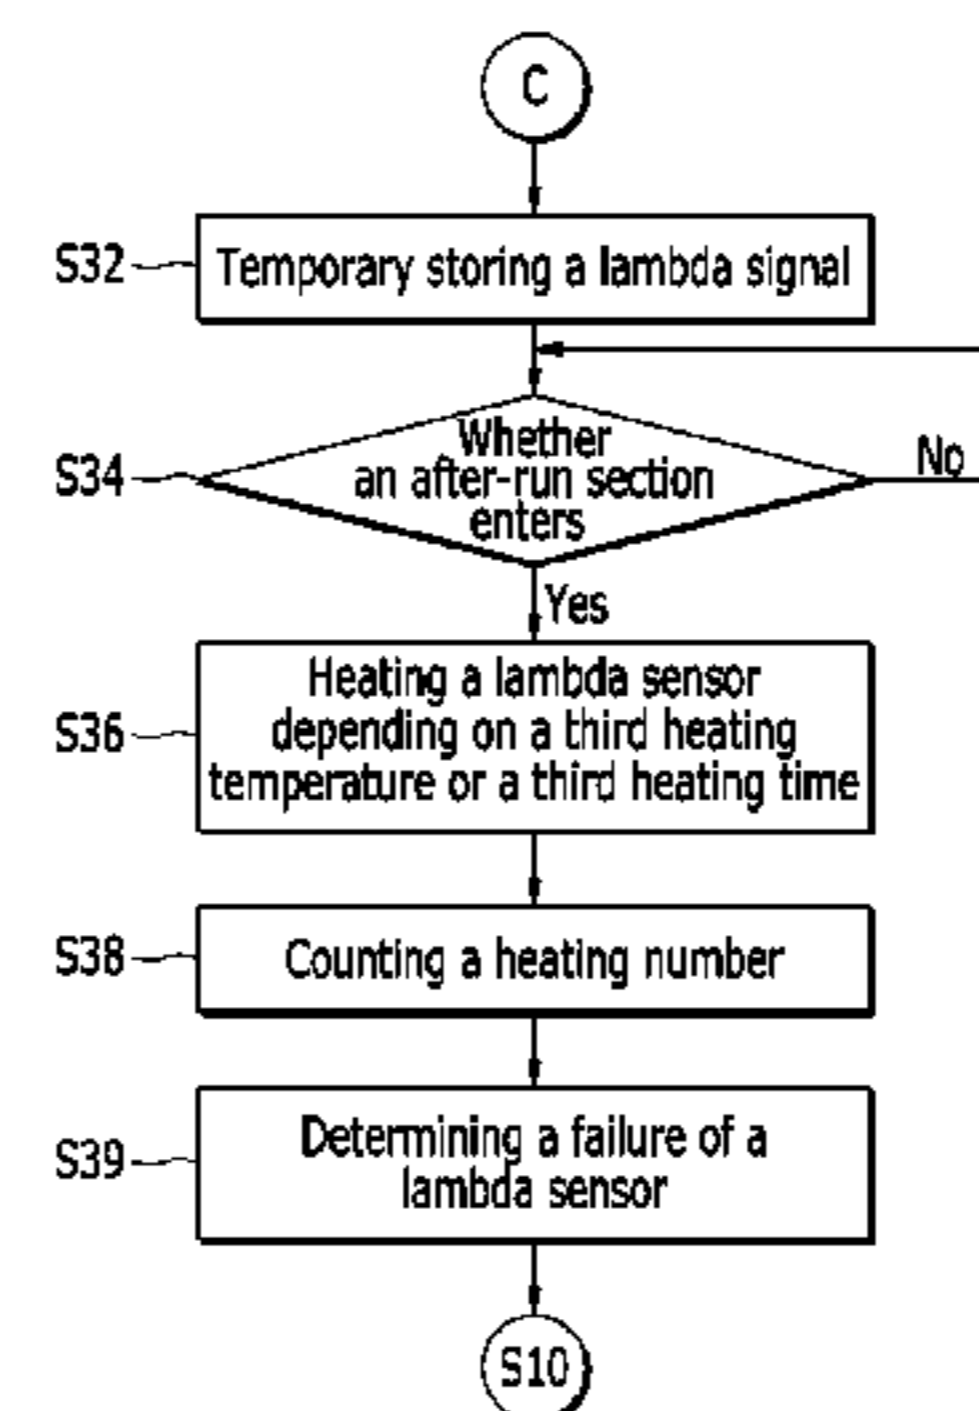 C
S32
Temporary storing a lambda signal
S34
Whether
an after-run section
enters
No
Yes
S36
Heating a lambda sensor
depending on a third heating
temperature or a third heating time
S38
Counting a heating number
S39
Determining a failure of a
lambda sensor
S10